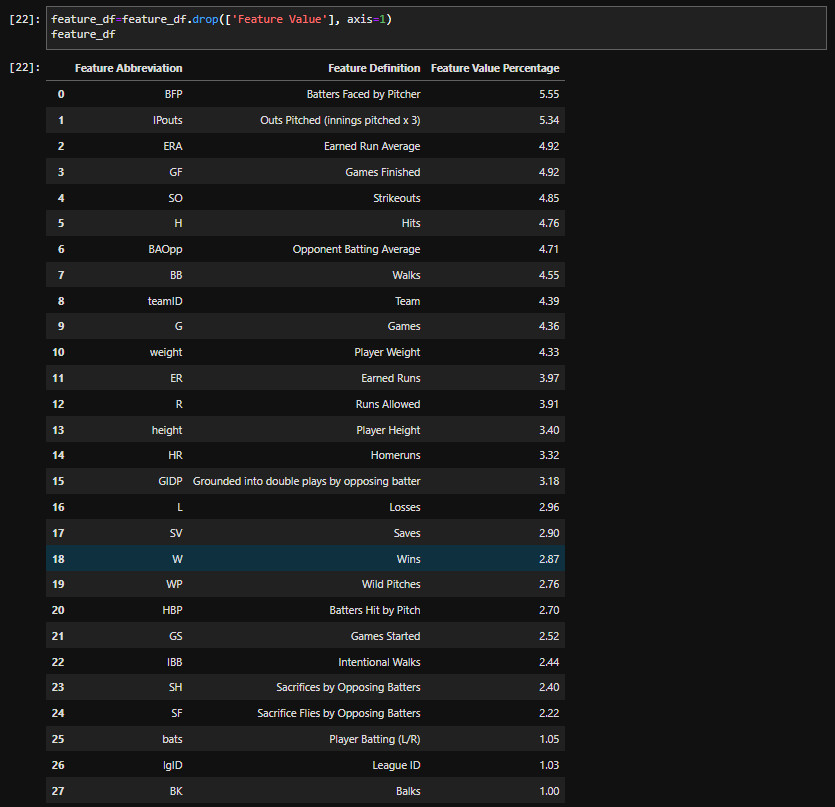 [22]: feature_df=feature_df.drop(['Feature Value'], axis=1)
feature_df
[22]: Feature Abbreviation Feature Definition Feature Value Percentage
0 BFP Batters Faced by Pitcher 5.55
1 IPouts Outs Pitched (innings pitched x 3) 5.34
2 ERA Earned Run Average 4.92
3 GF Games Finished 4.92
4 SO Strikeouts 4.85
5 H Hits 4.76
6 BAOpp Opponent Batting Average 4.71
7 BB Walks 4.55
8 teamID Team 4.39
9 G Games 4.36
10 weight Player Weight 4.33
11 ER Earned Runs 3.97
12 R Runs Allowed 3.91
13 height Player Height 3.40
14 HR Homeruns 3.32
15 GIDP Grounded into double plays by opposing batter 3.18
16 L Losses 2.96
17 SV Saves 2.90
18 W Wins 2.87
19 WP Wild Pitches 2.76
20 HBP Batters Hit by Pitch 2.70
21 GS Games Started 2.52
22 IBB Intentional Walks 2.44
23 SH Sacrifices by Opposing Batters 2.40
24 SF Sacrifice Flies by Opposing Batters 2.22
25 bats Player Batting (L/R) 1.05
26 lgID League ID 1.03
27 BK Balks 1.00